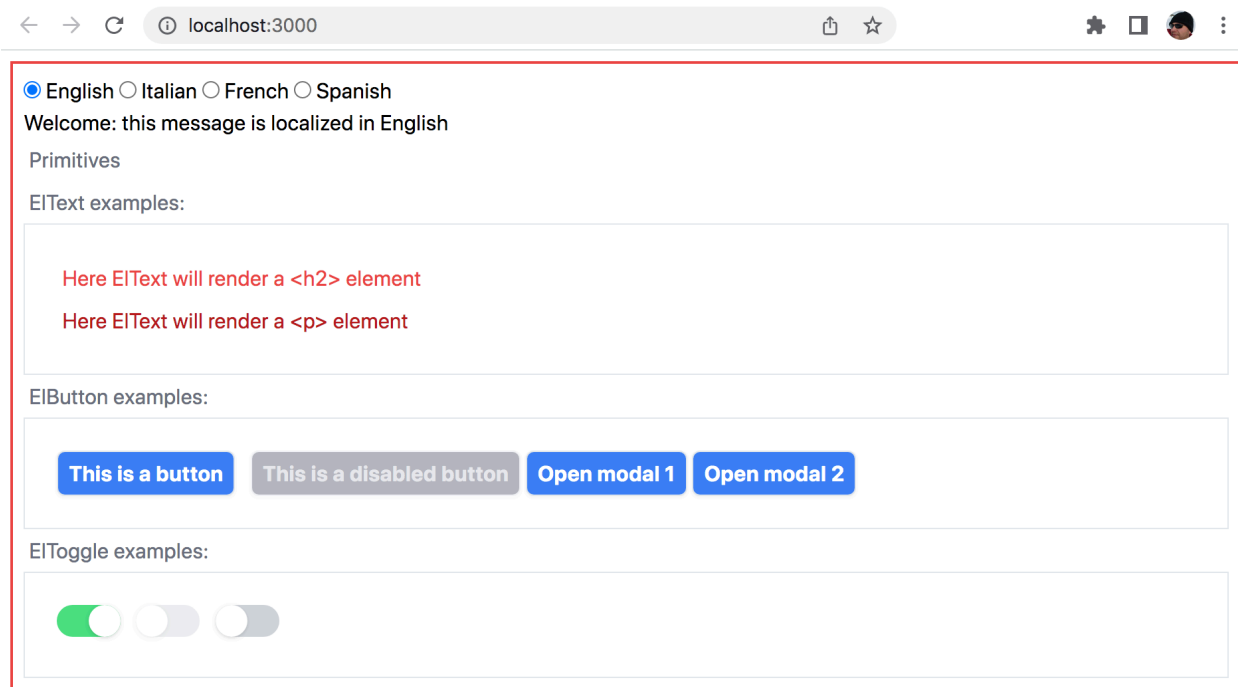 localhost:3000
English Italian French Spanish
Welcome: this message is localized in English
Primitives
ElText examples:
Here ElText will render a <h2> element
Here ElText will render a <p> element
ElButton examples:
This is a button This is a disabled button Open modal 1 Open modal 2
ElToggle examples: